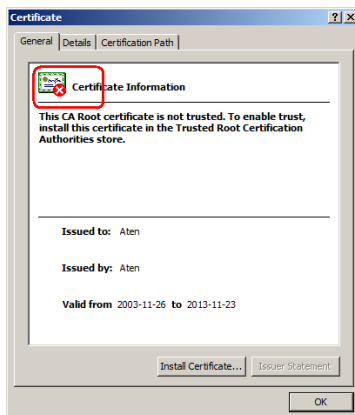 Certificate
General Details Certification Path
Certificate Information
This CA Root certificate is not trusted. To enable trust,
install this certificate in the Trusted Root Certification
Authorities store.
Issued to: Aten
Issued by: Aten
Valid from 2003-11-26 to 2013-11-23
Install Certificate... Issuer Statement
OK